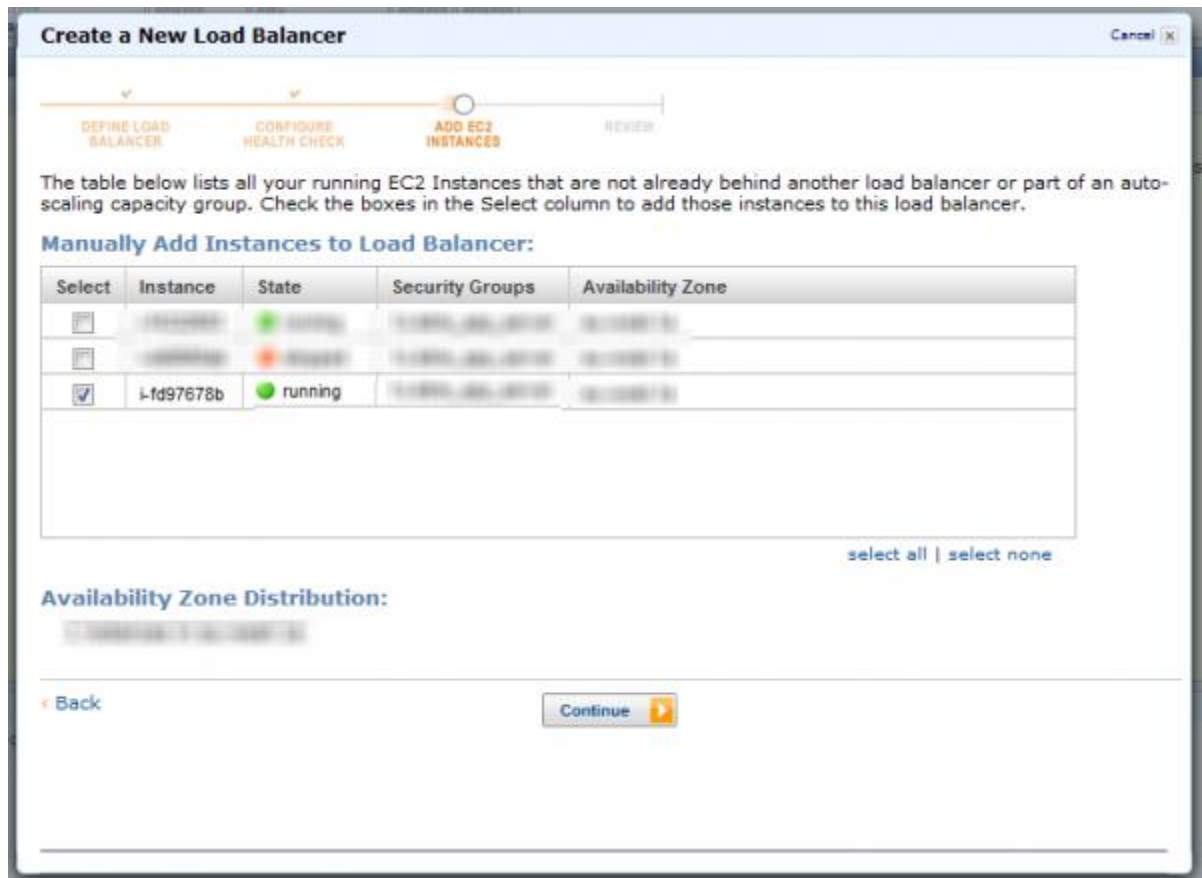 Create a New Load Balancer
Cancel
DEFINE LOAD BALANCER
CONFIGURE HEALTH CHECK
ADD EC2 INSTANCES
REVIEW
The table below lists all your running EC2 Instances that are not already behind another load balancer or part of an auto-
scaling capacity group. Check the boxes in the Select column to add those instances to this load balancer.
Manually Add Instances to Load Balancer:
Select Instance State Security Groups Availability Zone
i-fd97678b running
select all | select none
Availability Zone Distribution:
‹ Back
Continue